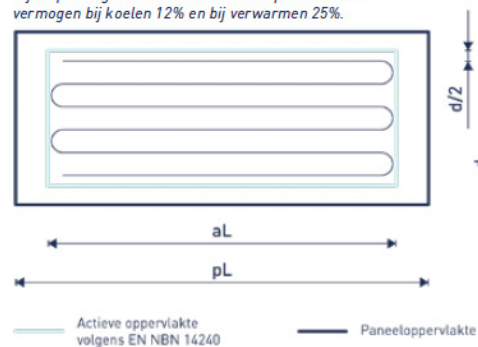 vermogen bij koelen 12% en bij verwarmen 25%.
d/2
aL
pL
Actieve oppervlakte
volgens EN NBN 14240
Paneeloppervlakte